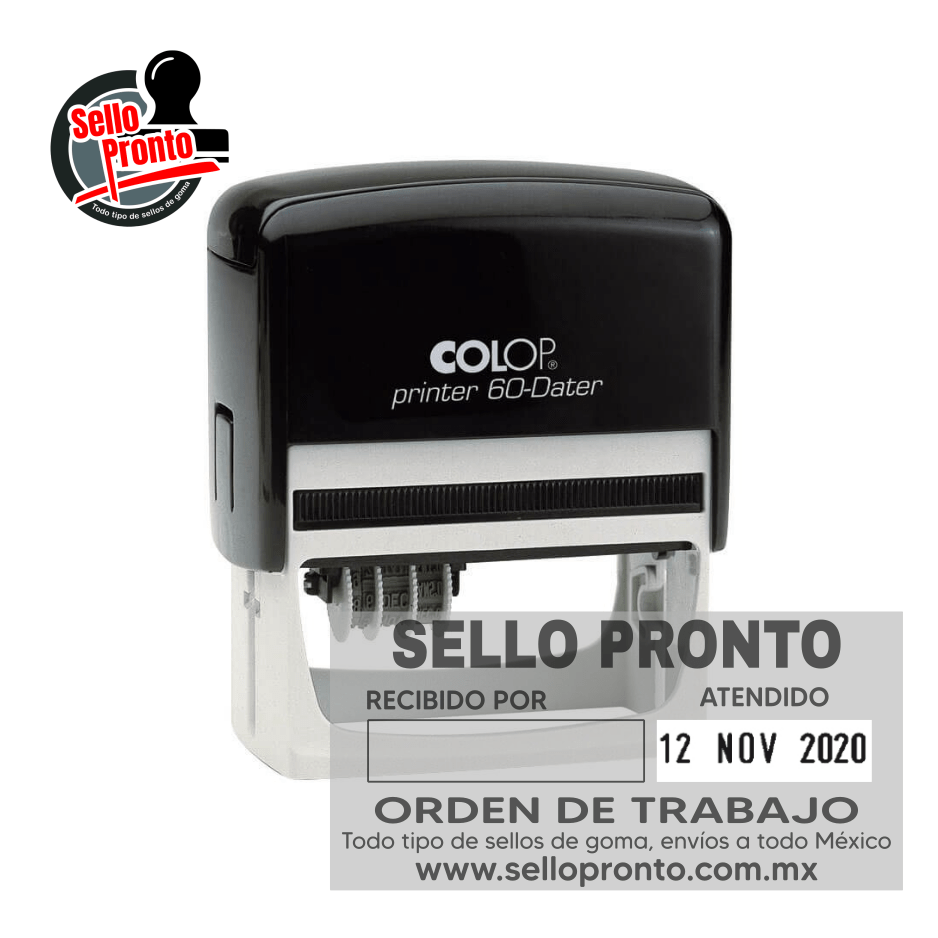 Sello
Pronto
Todo tipo de sellos de goma
COLOP®
printer 60-Dater
DEC
SELLO PRONTO
RECIBIDO POR
ATENDIDO
12 NOV 2020
ORDEN DE TRABAJO
Todo tipo de sellos de goma, envíos a todo México
www.sellopronto.com.mx